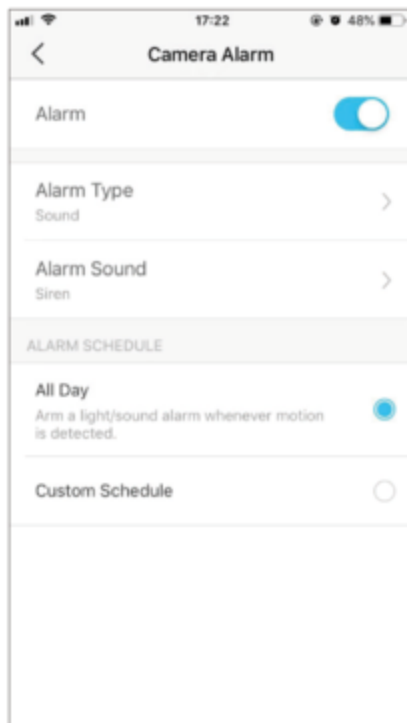 17:22 48%
Camera Alarm
Alarm
Alarm Type
Sound
Alarm Sound
Siren
ALARM SCHEDULE
All Day
Arm a light/sound alarm whenever motion
is detected.
Custom Schedule